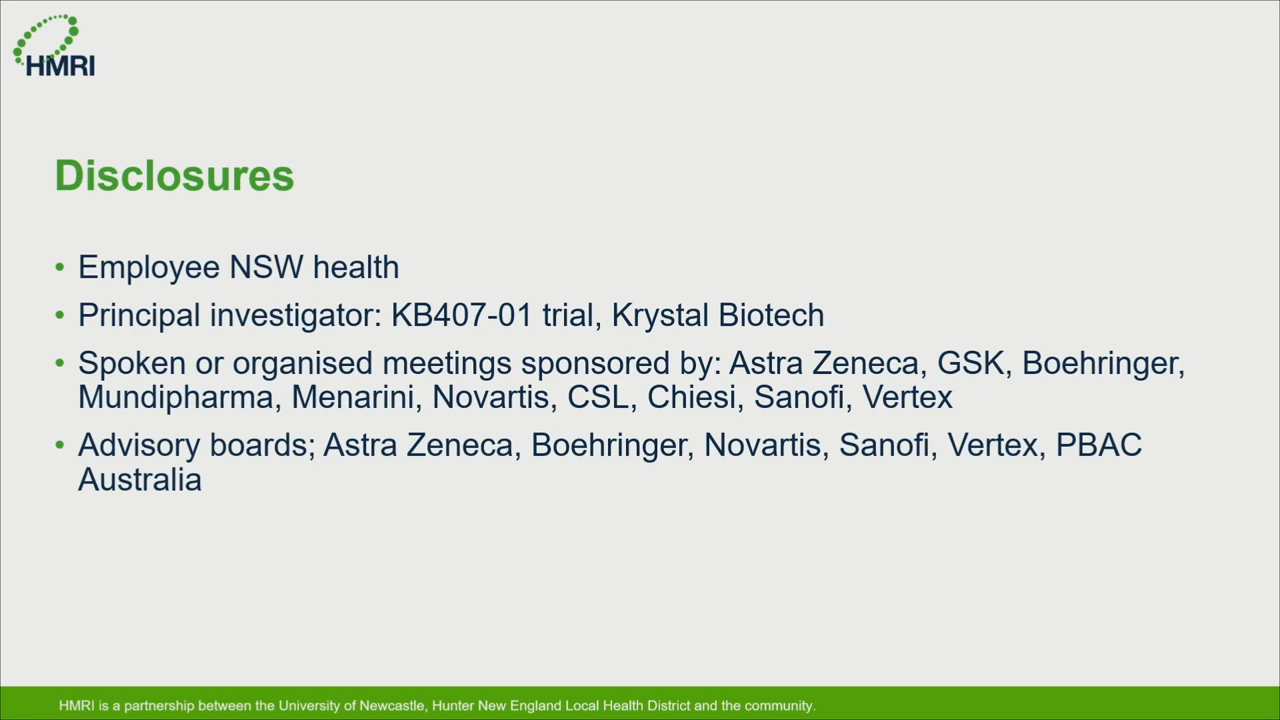 HMRI
Disclosures
• Employee NSW health
• Principal investigator: KB407-01 trial, Krystal Biotech
• Spoken or organised meetings sponsored by: Astra Zeneca, GSK, Boehringer,
Mundipharma, Menarini, Novartis, CSL, Chiesi, Sanofi, Vertex
• Advisory boards; Astra Zeneca, Boehringer, Novartis, Sanofi, Vertex, PBAC
Australia
HMRI is a partnership between the University of Newcastle, Hunter New England Local Health District and the community.